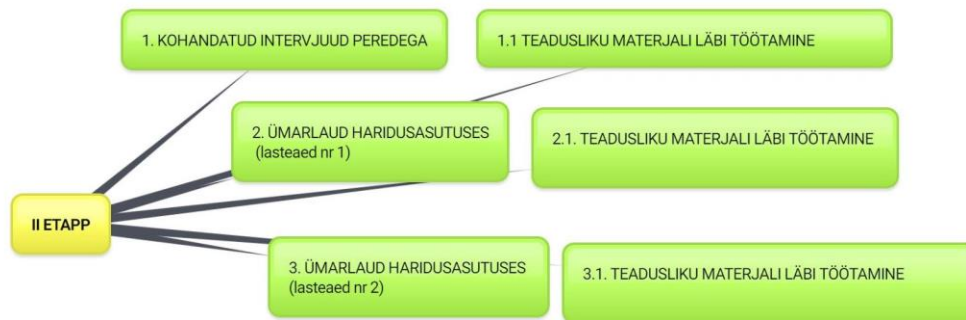 1. KOHANDATUD INTERVJUUD PEREDEGA
1.1 TEADUSLIKU MATERJALI LÄBI TÖÖTAMINE
2. ÜMARLAUD HARIDUSASUTUSES
(lasteaed nr 1)
2.1. TEADUSLIKU MATERJALI LÄBI TÖÖTAMINE
II ETAPP
3. ÜMARLAUD HARIDUSASUTUSES
(lasteaed nr 2)
3.1. TEADUSLIKU MATERJALI LÄBI TÖÖTAMINE